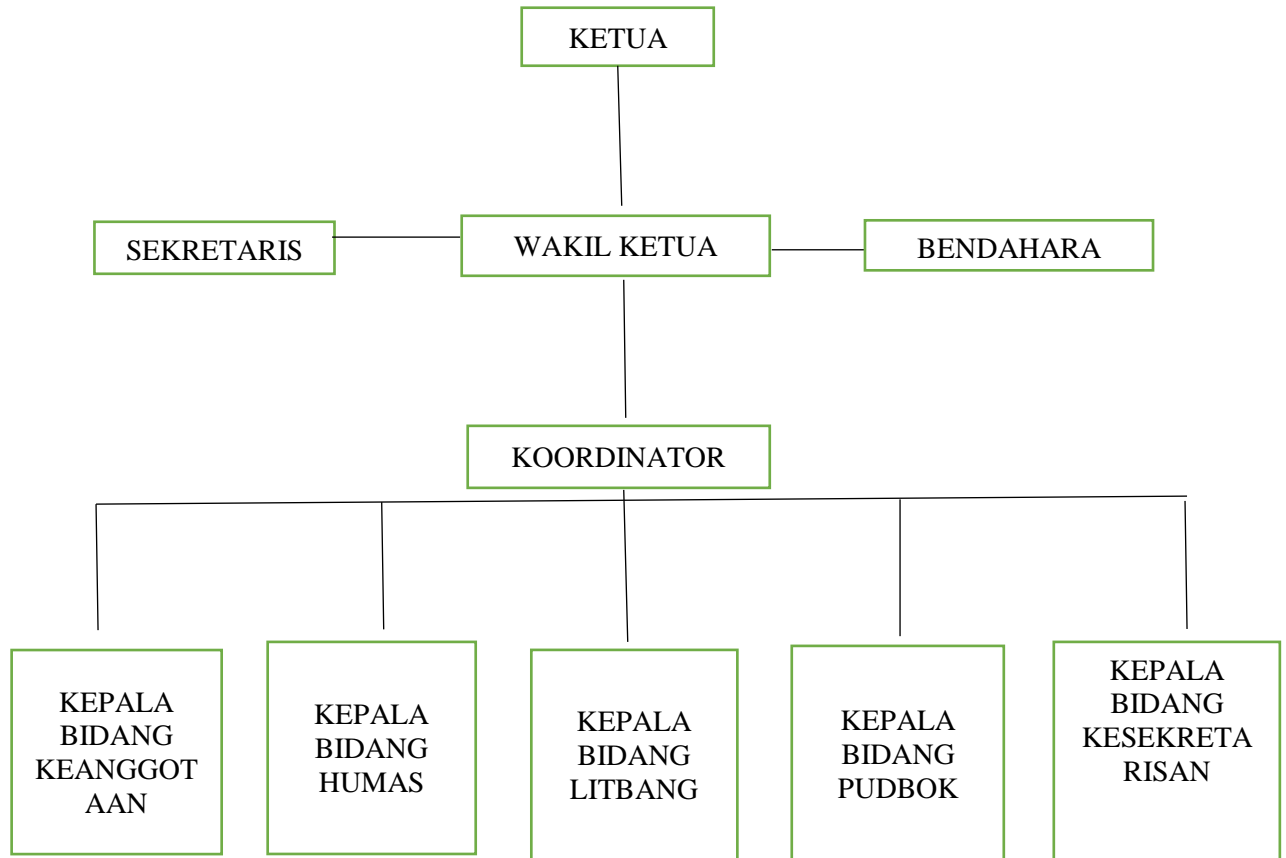 KETUA
SEKRETARIS
WAKIL KETUA
BENDAHARA
KOORDINATOR
KEPALA
BIDANG
KEANGGOT
AAN
KEPALA
BIDANG
HUMAS
KEPALA
BIDANG
LITBANG
KEPALA
BIDANG
PUDBOK
KEPALA
BIDANG
KESEKRETA
RISAN